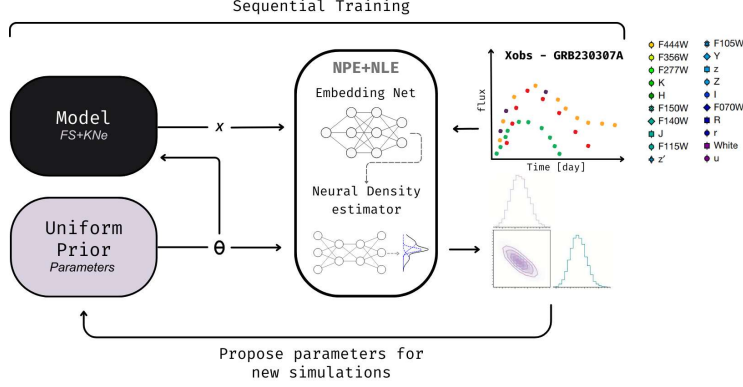 Sequential Training
Model
FS+KNe
x
NPE+NLE
Embedding Net
Neural Density
estimator
Xobs - GRB230307A
flux
Time [day]
F444W
F356W
F277W
K
H
F150W
F140W
J
F115W
z'
F105W
Y
z
Z
I
F070W
R
r
White
u
Uniform
Prior
Parameters
θ
Propose parameters for
new simulations